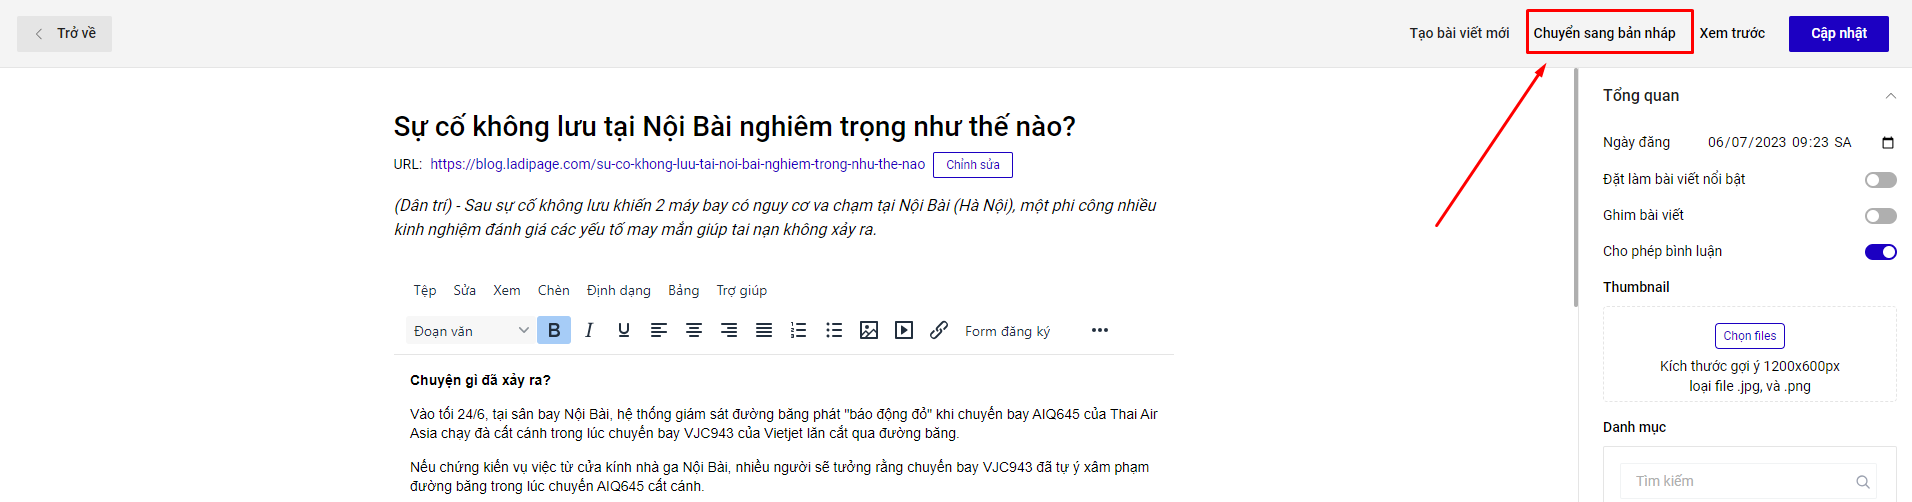 Trở về
Tạo bài viết mới
Chuyển sang bản nháp
Xem trước
Cập nhật
Sự cố không lưu tại Nội Bài nghiêm trọng như thế nào?
URL: https://blog.ladipage.com/su-co-khong-luu-tai-noi-bai-nghiem-trong-nhu-the-nao Chỉnh sửa
(Dân trí) - Sau sự cố không lưu khiến 2 máy bay có nguy cơ va chạm tại Nội Bài (Hà Nội), một phi công nhiều
kinh nghiệm đánh giá các yếu tố may mắn giúp tai nạn không xảy ra.
Tệp Sửa Xem Chèn Định dạng Bảng Trợ giúp
Đoạn văn B I U Form đăng ký
Chuyện gì đã xảy ra?
Vào tối 24/6, tại sân bay Nội Bài, hệ thống giám sát đường băng phát "báo động đỏ" khi chuyến bay AIQ645 của Thai Air
Asia chạy đà cất cánh trong lúc chuyến bay VJC943 của Vietjet lăn cắt qua đường băng.
Nếu chứng kiến vụ việc từ cửa kính nhà ga Nội Bài, nhiều người sẽ tưởng rằng chuyến bay VJC943 đã tự ý xâm phạm
đường băng trong lúc chuyến AIQ645 cất cánh.
Tổng quan
Ngày đăng 06/07/2023 09:23 SA
Đặt làm bài viết nổi bật
Ghim bài viết
Cho phép bình luận
Thumbnail
Chọn files
Kích thước gợi ý 1200x600px
loại file .jpg, và .png
Danh mục
Tìm kiếm